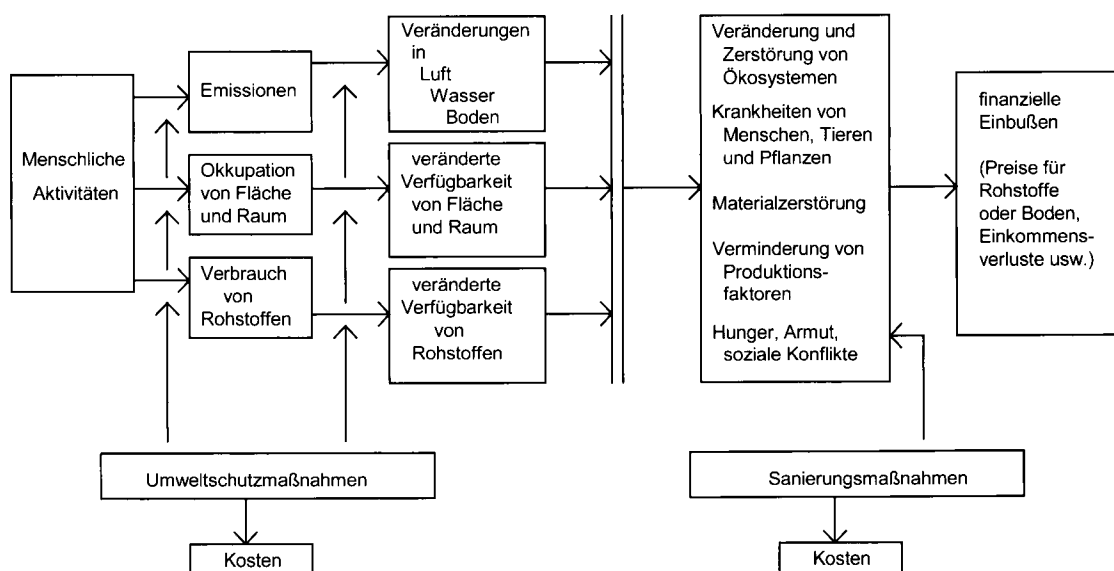 Menschliche
Aktivitäten
Emissionen
Okkupation
von Fläche
und Raum
Verbrauch
von
Rohstoffen
Veränderungen
in
Luft
Wasser
Boden
veränderte
Verfügbarkeit
von Fläche
und Raum
veränderte
Verfügbarkeit
von
Rohstoffen
Veränderung und
Zerstörung von
Ökosystemen
Krankheiten von
Menschen, Tieren
und Pflanzen
Materialzerstörung
Verminderung von
Produktions-
faktoren
Hunger, Armut,
soziale Konflikte
finanzielle
Einbußen
(Preise für
Rohstoffe
oder Boden,
Einkommens-
verluste usw.)
Umweltschutzmaßnahmen
Kosten
Sanierungsmaßnahmen
Kosten